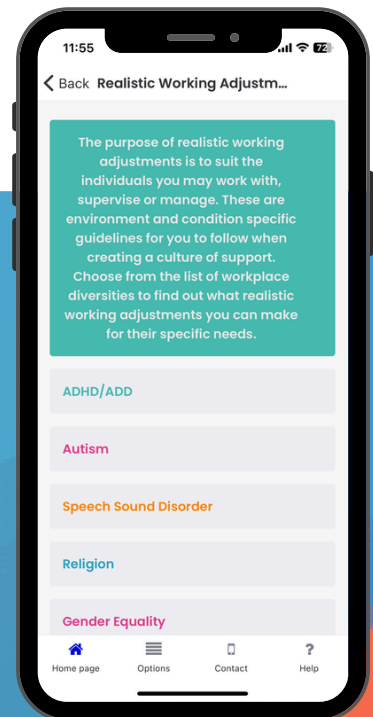 11:55
72
Back Realistic Working Adjustm...
The purpose of realistic working
adjustments is to suit the
individuals you may work with,
supervise or manage. These are
environment and condition specific
guidelines for you to follow when
creating a culture of support.
Choose from the list of workplace
diversities to find out what realistic
working adjustments you can make
for their specific needs.
ADHD/ADD
Autism
Speech Sound Disorder
Religion
Gender Equality
Home page Options Contact Help